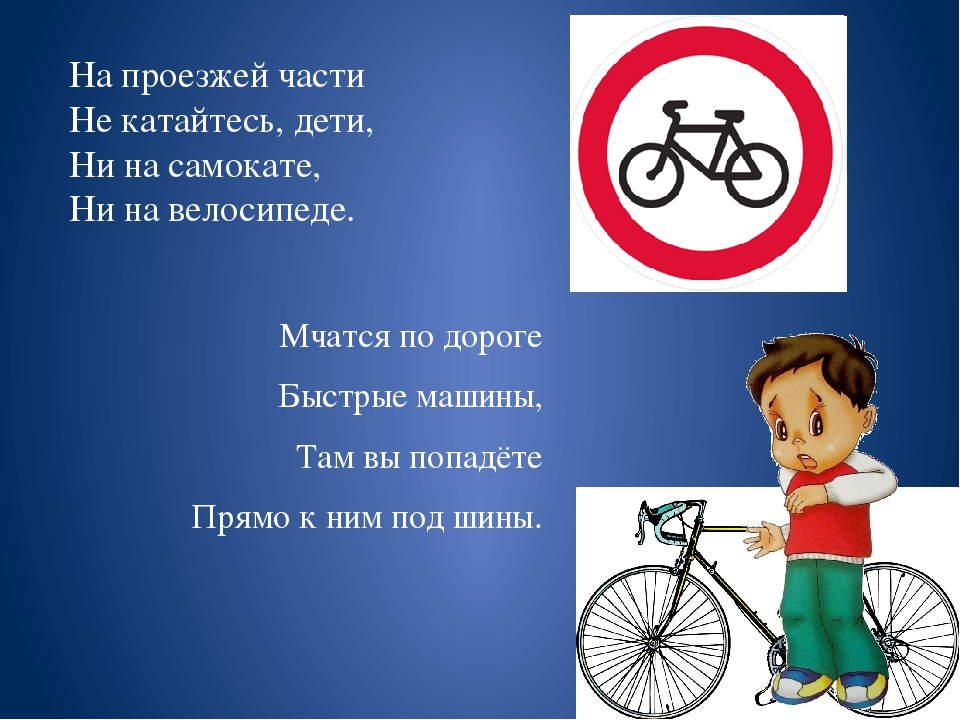 На проезжей части
Не катайтесь, дети,
Ни на самокате,
Ни на велосипеде.
Мчатся по дороге
Быстрые машины,
Там вы попадёте
Прямо к ним под шины.